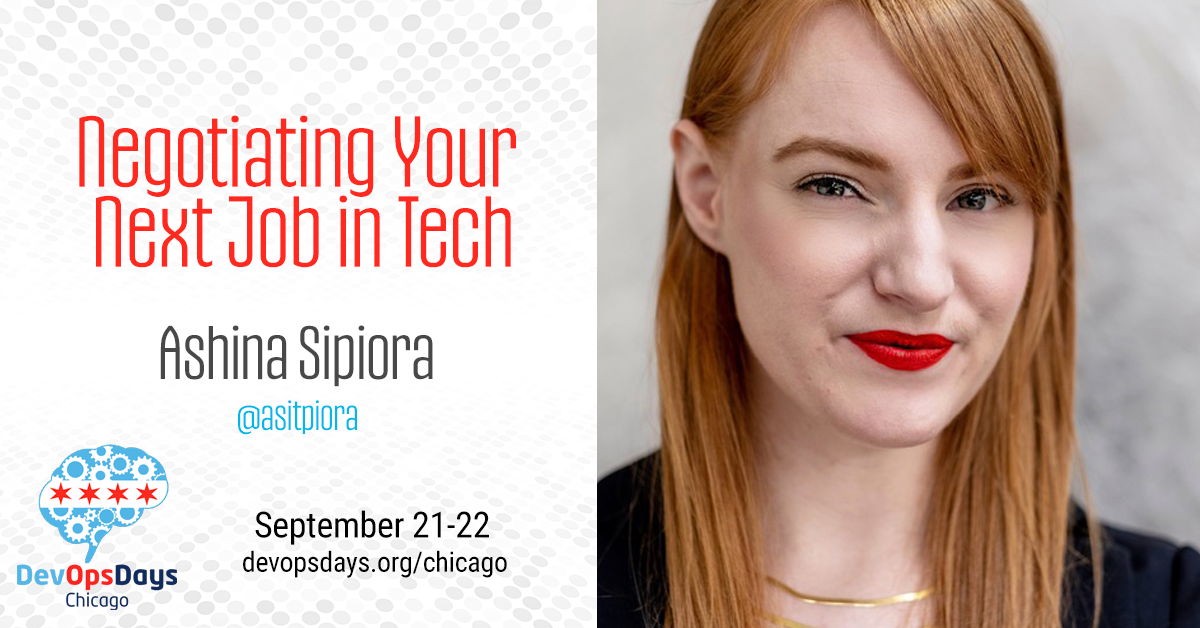 Negotiating Your
Next Job in Tech
Ashina Sipiora
@asitpiora
DevOpsDays
Chicago
September 21-22
devopsdays.org/chicago